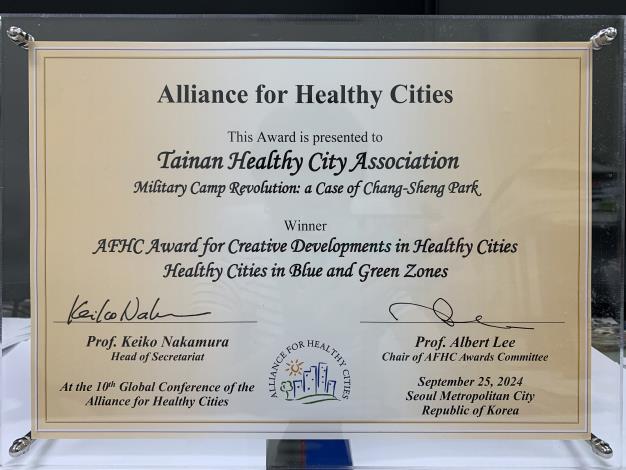 Alliance for Healthy Cities
This Award is presented to
Tainan Healthy City Association
Military Camp Revolution: a Case of Chang-Sheng Park
Winner
AFHC Award for Creative Developments in Healthy Cities
Healthy Cities in Blue and Green Zones
Keiko Nakamura
Prof. Keiko Nakamura
Head of Secretariat
At the 10th Global Conference of the
Alliance for Healthy Cities
ALLIANCE FOR HEALTHY CITIES
Prof. Albert Lee
Chair of AFHC Awards Committee
September 25, 2024
Seoul Metropolitan City
Republic of Korea